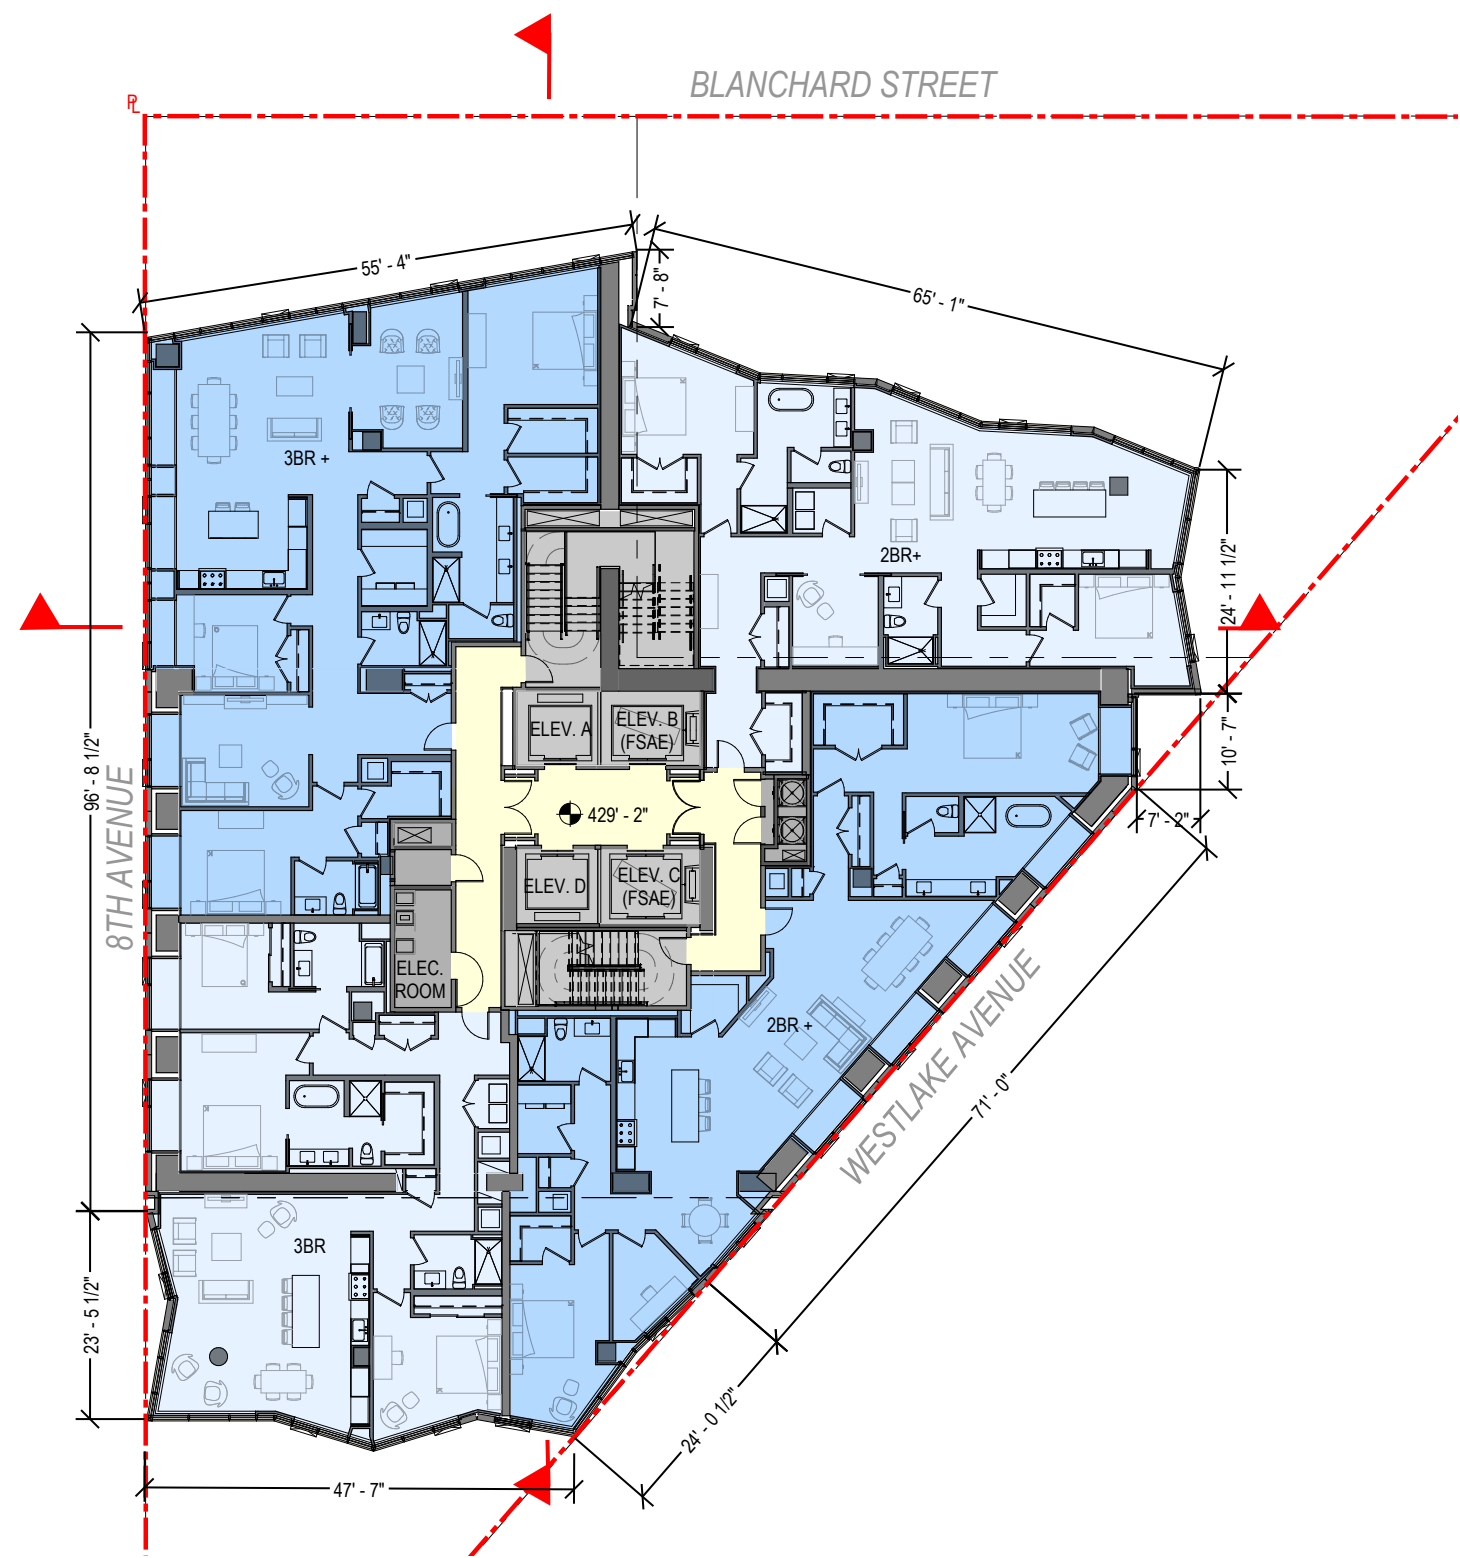 BLANCHARD STREET
PL
55' - 4"
7' - 8"
65' - 1"
3BR +
2BR+
24' - 11 1/2"
ELEV. A
ELEV. B
(FSAE)
10' - 7"
8TH AVENUE
96' - 8 1/2"
429' - 2"
7' - 2"
ELEV. D
ELEV. C
(FSAE)
ELEC.
ROOM
2BR +
WESTLAKE AVENUE
71' - 0"
3BR
23' - 5 1/2"
24' - 0 1/2"
47' - 7"